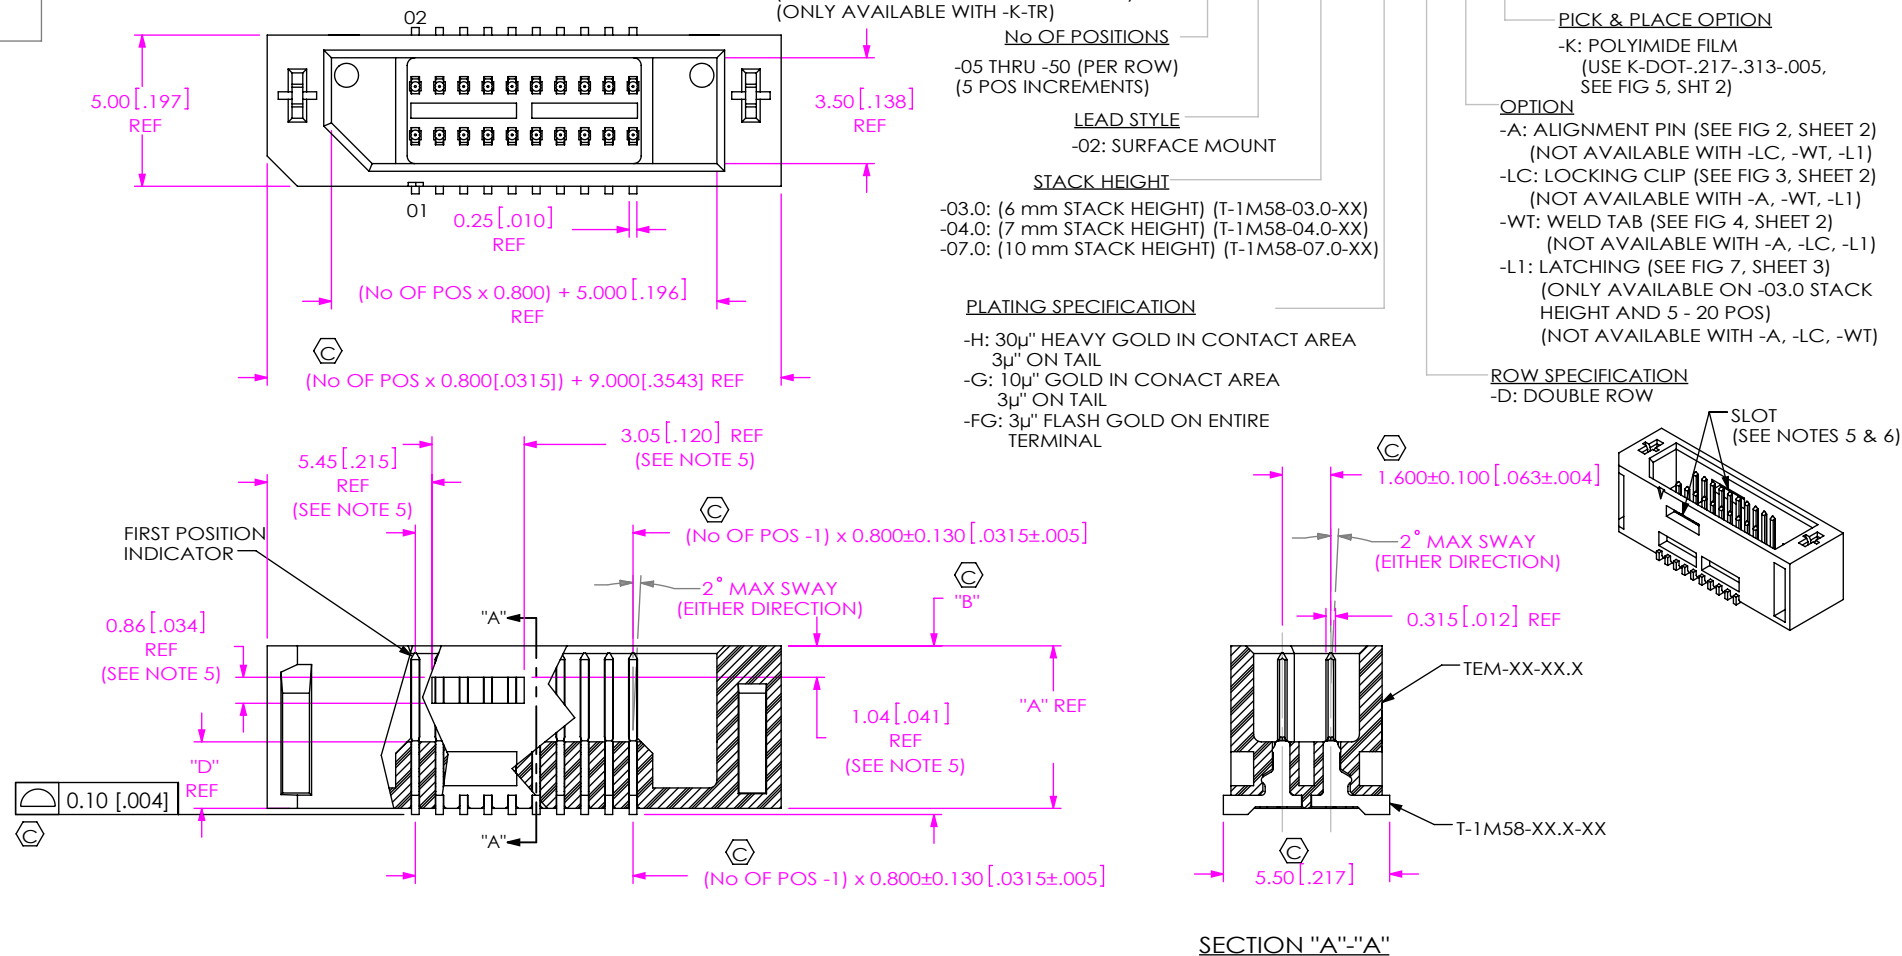 (ONLY AVAILABLE WITH -K-TR)
02
5.00 [.197]
REF
3.50 [.138]
REF
01
0.25 [.010]
REF
(No OF POS x 0.800) + 5.000 [.196]
REF
C
(No OF POS x 0.800[.0315]) + 9.000[.3543] REF
No OF POSITIONS
-05 THRU -50 (PER ROW)
(5 POS INCREMENTS)
LEAD STYLE
-02: SURFACE MOUNT
STACK HEIGHT
-03.0: (6 mm STACK HEIGHT) (T-1M58-03.0-XX)
-04.0: (7 mm STACK HEIGHT) (T-1M58-04.0-XX)
-07.0: (10 mm STACK HEIGHT) (T-1M58-07.0-XX)
PLATING SPECIFICATION
-H: 30µ" HEAVY GOLD IN CONTACT AREA
3µ" ON TAIL
-G: 10µ" GOLD IN CONACT AREA
3µ" ON TAIL
-FG: 3µ" FLASH GOLD ON ENTIRE
TERMINAL
PICK & PLACE OPTION
-K: POLYIMIDE FILM
(USE K-DOT-.217-.313-.005,
SEE FIG 5, SHT 2)
OPTION
-A: ALIGNMENT PIN (SEE FIG 2, SHEET 2)
(NOT AVAILABLE WITH -LC, -WT, -L1)
-LC: LOCKING CLIP (SEE FIG 3, SHEET 2)
(NOT AVAILABLE WITH -A, -WT, -L1)
-WT: WELD TAB (SEE FIG 4, SHEET 2)
(NOT AVAILABLE WITH -A, -LC, -L1)
-L1: LATCHING (SEE FIG 7, SHEET 3)
(ONLY AVAILABLE ON -03.0 STACK
HEIGHT AND 5 - 20 POS)
(NOT AVAILABLE WITH -A, -LC, -WT)
ROW SPECIFICATION
-D: DOUBLE ROW
SLOT
(SEE NOTES 5 & 6)
3.05 [.120] REF
(SEE NOTE 5)
5.45 [.215]
REF
(SEE NOTE 5)
C
(No OF POS -1) x 0.800±0.130 [.0315±.005]
FIRST POSITION
INDICATOR
2° MAX SWAY
(EITHER DIRECTION)
C
"B"
"A"
0.86 [.034]
REF
(SEE NOTE 5)
"A" REF
1.04 [.041]
REF
(SEE NOTE 5)
"D"
REF
0.10 [.004]
C
"A"
C
(No OF POS -1) x 0.800±0.130 [.0315±.005]
C
1.600±0.100 [.063±.004]
2° MAX SWAY
(EITHER DIRECTION)
0.315 [.012] REF
TEM-XX-XX.X
T-1M58-XX.X-XX
C
5.50 [.217]
SECTION "A"-"A"